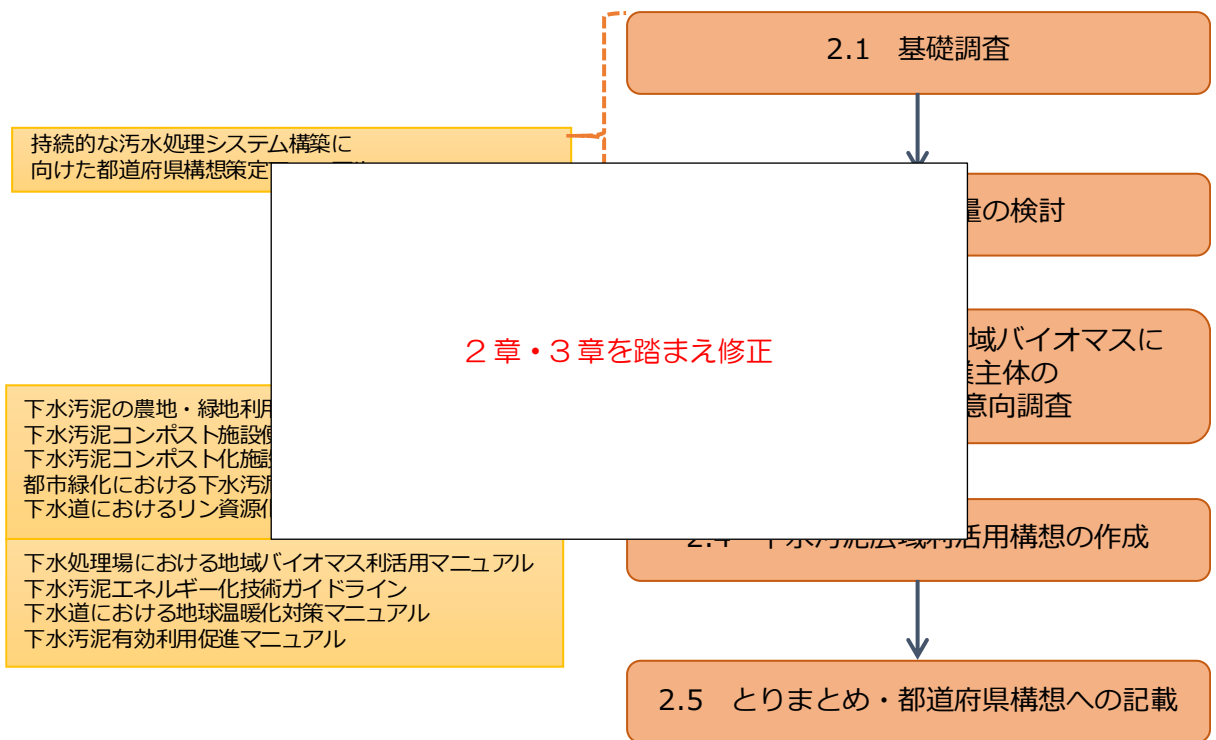 2.1 基礎調査
持続的な汚水処理システム構築に
向けた都道府県構想策定
量の検討
2章・3章を踏まえ修正
域バイオマスに
業主体の
意向調査
下水汚泥の農地・緑地利用
下水汚泥コンポスト施設
下水汚泥コンポスト化施設
都市緑化における下水汚泥
下水道におけるリン資源化
2.4 下水汚泥広域利活用構想の作成
下水処理場における地域バイオマス利活用マニュアル
下水汚泥エネルギー化技術ガイドライン
下水道における地球温暖化対策マニュアル
下水汚泥有効利用促進マニュアル
2.5 とりまとめ・都道府県構想への記載